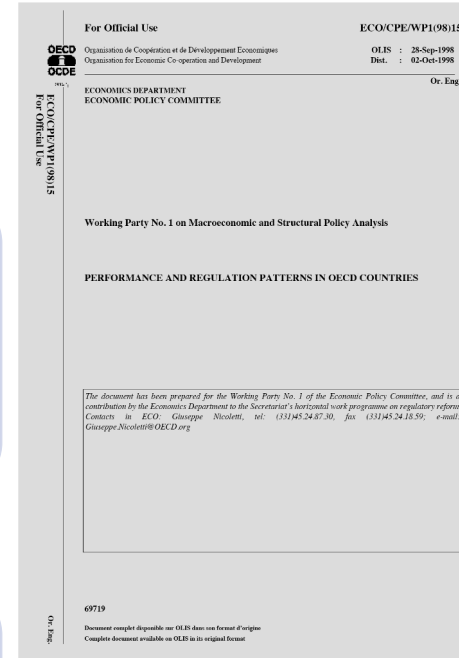 For Official Use ECO/CPE/WP1(98)15
OECD
OCDE
Organisation de Coopération et de Développement Economiques OLIS : 28-Sep-1998
Organisation for Economic Co-operation and Development Dist. : 02-Oct-1998
Or. Eng.
ECONOMICS DEPARTMENT
ECONOMIC POLICY COMMITTEE
ECO/CPE/WP1(98)15
For Official Use
Working Party No. 1 on Macroeconomic and Structural Policy Analysis
PERFORMANCE AND REGULATION PATTERNS IN OECD COUNTRIES
The document has been prepared for the Working Party No. 1 of the Economic Policy Committee, and is a
contribution by the Economics Department to the Secretariat's horizontal work programme on regulatory reform
Contacts in ECO: Giuseppe Nicoletti, tel: (331)45.24.87.30, fax (331)45.24.18.59; e-mail:
Giuseppe.Nicoletti@OECD.org
69719
Document complet disponible sur OLIS dans son format d'origine
Complete document available on OLIS in its original format
Or. Eng.